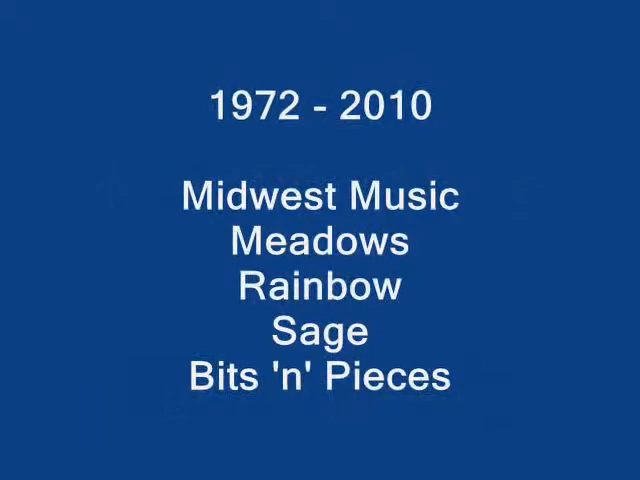 1972 - 2010
Midwest Music
Meadows
Rainbow
Sage
Bits 'n' Pieces